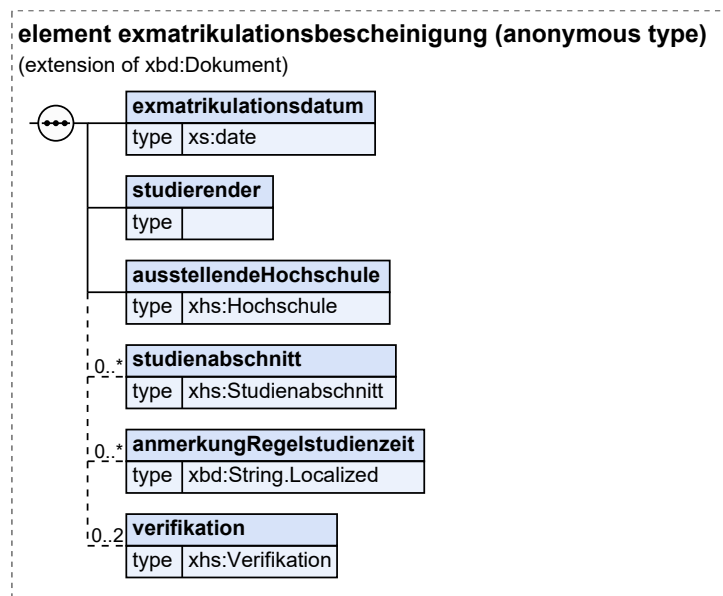 element exmatrikulationsbescheinigung (anonymous type)
(extension of xbd:Dokument)
exmatrikulationsdatum
type xs:date
studierender
type
ausstellendeHochschule
type xhs:Hochschule
0..* studienabschnitt
type xhs:Studienabschnitt
0..* anmerkungRegelstudienzeit
type xbd:String.Localized
0..2 verifikation
type xhs:Verifikation